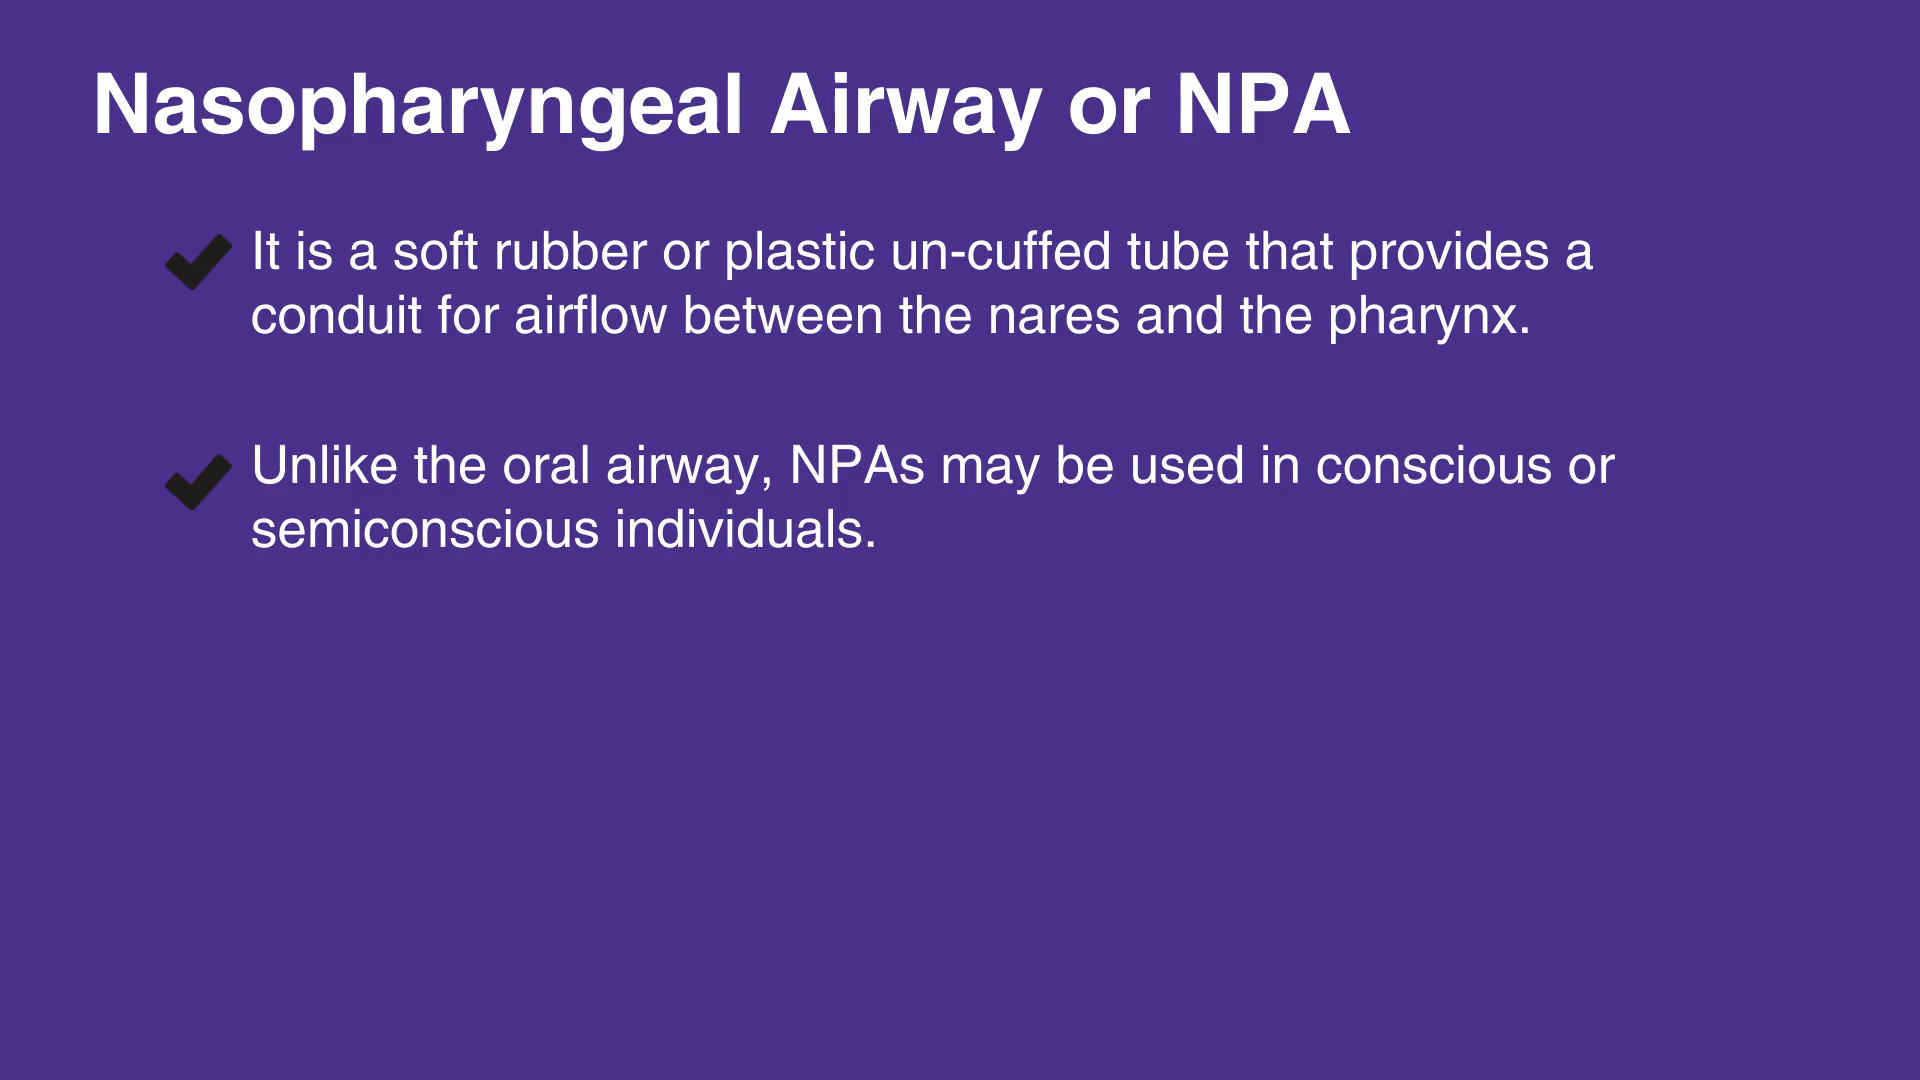 Nasopharyngeal Airway or NPA
It is a soft rubber or plastic un-cuffed tube that provides a
conduit for airflow between the nares and the pharynx.
Unlike the oral airway, NPAs may be used in conscious or
semiconscious individuals.